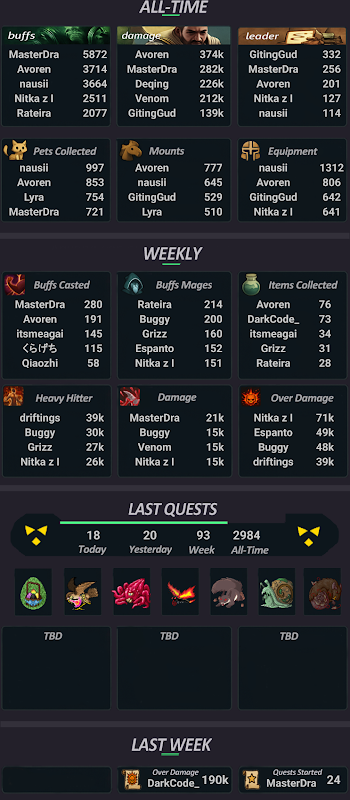 ALL-TIME
buffs
MasterDra 5872
Avoren 3714
nausii 3664
Nitka z l 2511
Rateira 2077
damage
Avoren 374k
MasterDra 282k
Deqing 226k
Venom 212k
GitingGud 139k
leader
GitingGud 332
MasterDra 256
Avoren 201
Nitka z l 127
nausii 114
Pets Collected
nausii 997
Avoren 853
Lyra 754
MasterDra 721
Mounts
Avoren 777
nausii 645
GitingGud 529
Lyra 510
Equipment
nausii 1312
Avoren 806
GitingGud 642
Nitka z l 641
WEEKLY
Buffs Casted
MasterDra 280
Avoren 191
itsmeagai 145
くらげち 115
Qiaozhi 58
Buffs Mages
Rateira 214
Buggy 200
Grizz 160
Espanto 152
Nitka z l 151
Items Collected
Avoren 76
DarkCode_ 73
itsmeagai 34
Grizz 31
Rateira 28
Heavy Hitter
driftings 39k
Buggy 30k
Grizz 27k
Nitka z l 26k
Damage
MasterDra 21k
Buggy 15k
Venom 15k
Nitka z l 15k
Over Damage
Nitka z l 71k
Espanto 49k
Buggy 48k
driftings 39k
LAST QUESTS
18 20 93 2984
Today Yesterday Week All-Time
TBD TBD TBD
LAST WEEK
Over Damage
DarkCode_ 190k
Quests Started
MasterDra 24